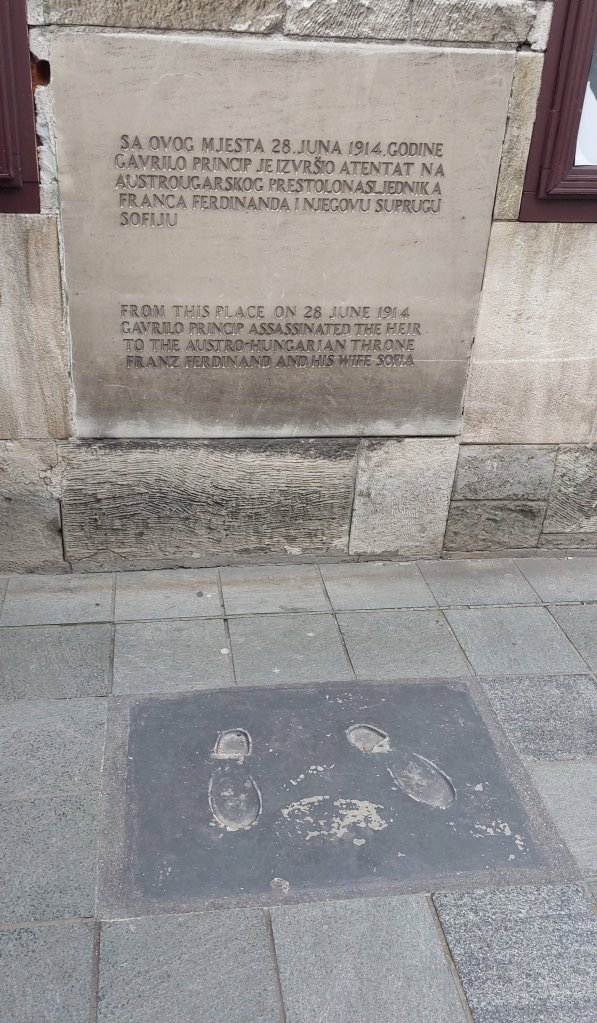 SA OVOG MJESTA 28.JUNA 1914.GODINE
GAVRILO PRINCIP JE IZVRŠIO ATENTAT NA
AUSTROUGARSKOG PRESTOLONASLJEDNIKA
FRANCA FERDINANDA I NJEGOVU SUPRUGU
SOFIJU
FROM THIS PLACE ON 28 JUNE 1914
GAVRILO PRINCIP ASSASSINATED THE HEIR
TO THE AUSTRO-HUNGARIAN THRONE
FRANZ FERDINAND AND HIS WIFE SOFIA